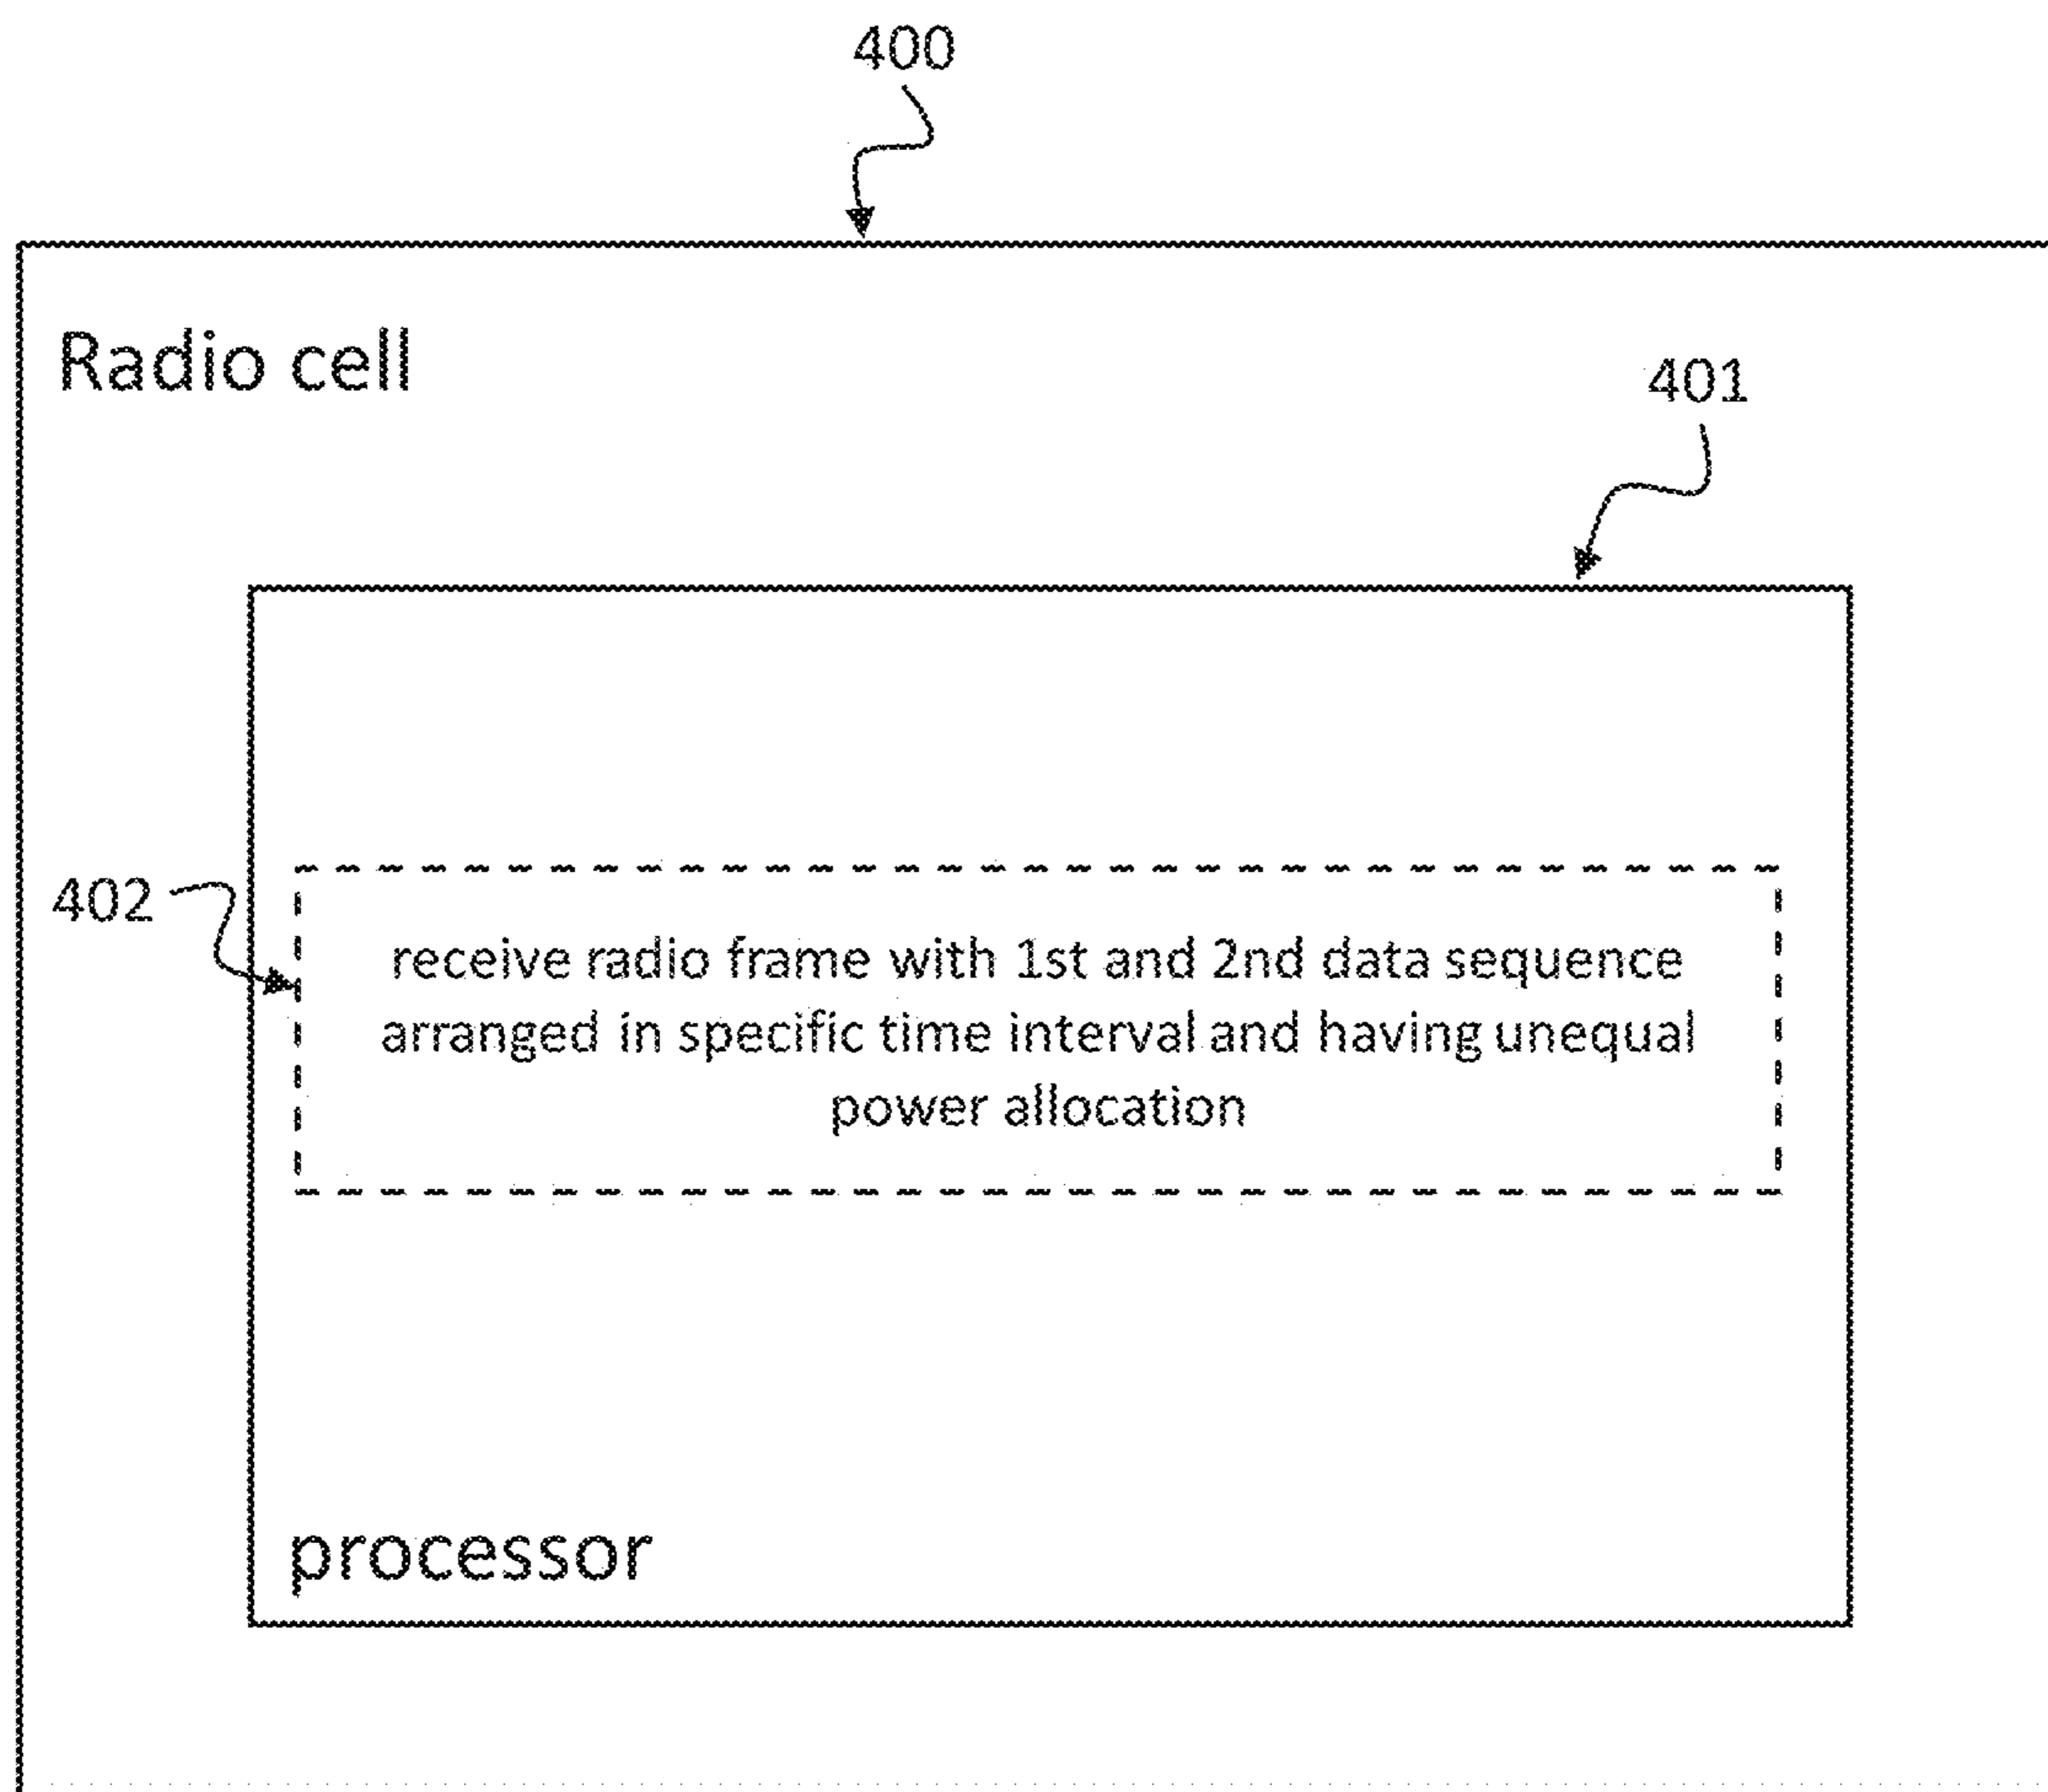 400
Radio cell
401
402
receive radio frame with 1st and 2nd data sequence
arranged in specific time interval and having unequal
power allocation
processor